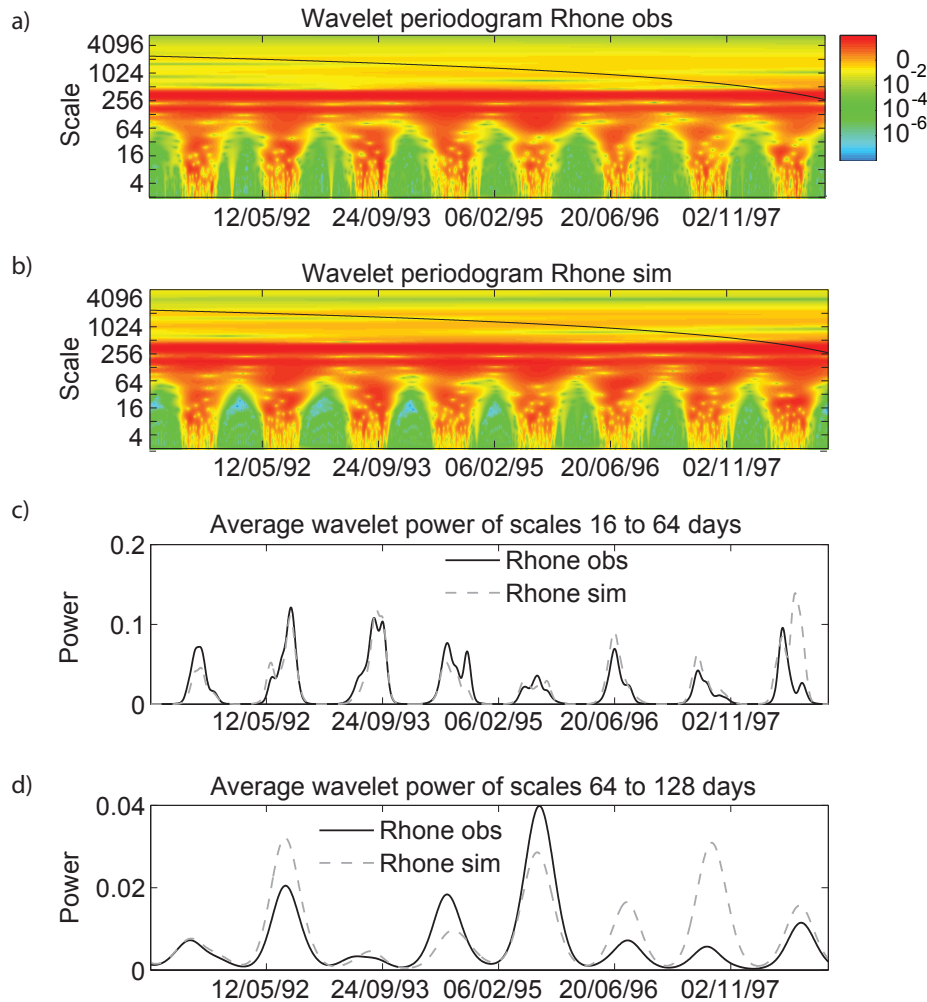 a)
Wavelet periodogram Rhone obs
4096
1024
256
64
16
4
Scale
0
10^-2
10^-4
10^-6
12/05/92 24/09/93 06/02/95 20/06/96 02/11/97
b)
Wavelet periodogram Rhone sim
4096
1024
256
64
16
4
Scale
12/05/92 24/09/93 06/02/95 20/06/96 02/11/97
c)
Average wavelet power of scales 16 to 64 days
0.2
0.1
0
Power
Rhone obs
Rhone sim
12/05/92 24/09/93 06/02/95 20/06/96 02/11/97
d)
Average wavelet power of scales 64 to 128 days
0.04
0.02
0
Power
Rhone obs
Rhone sim
12/05/92 24/09/93 06/02/95 20/06/96 02/11/97